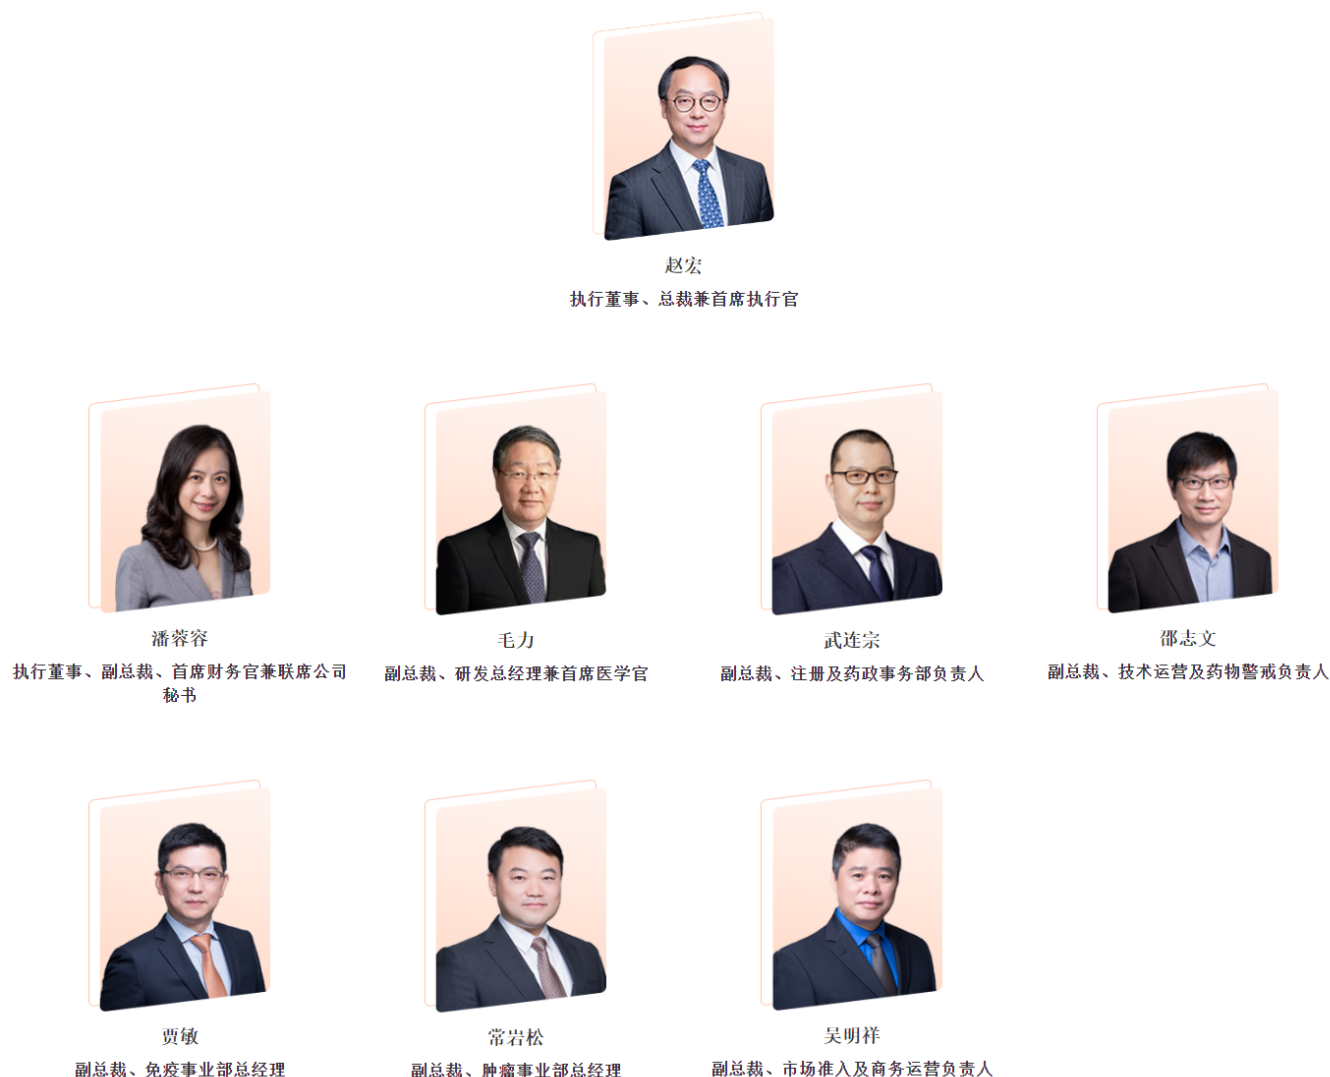 赵宏
执行董事、总裁兼首席执行官
潘蓉容
执行董事、副总裁、首席财务官兼联席公司
秘书
毛力
副总裁、研发总经理兼首席医学官
武连宗
副总裁、注册及药政事务部负责人
邵志文
副总裁、技术运营及药物警戒负责人
贾敏
副总裁、免疫事业部总经理
常岩松
副总裁、肿瘤事业部总经理
吴明祥
副总裁、市场准入及商务运营负责人